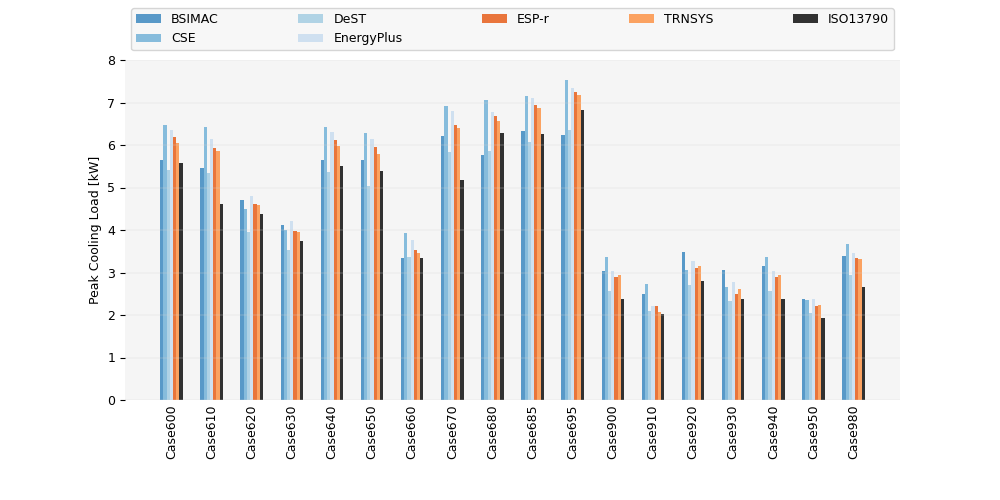 BSIMAC DeST ESP-r TRNSYS ISO13790
CSE EnergyPlus
8
7
6
5
4
3
2
1
0
Peak Cooling Load [kW]
Case600
Case610
Case620
Case630
Case640
Case650
Case660
Case670
Case680
Case685
Case695
Case900
Case910
Case920
Case930
Case940
Case950
Case980